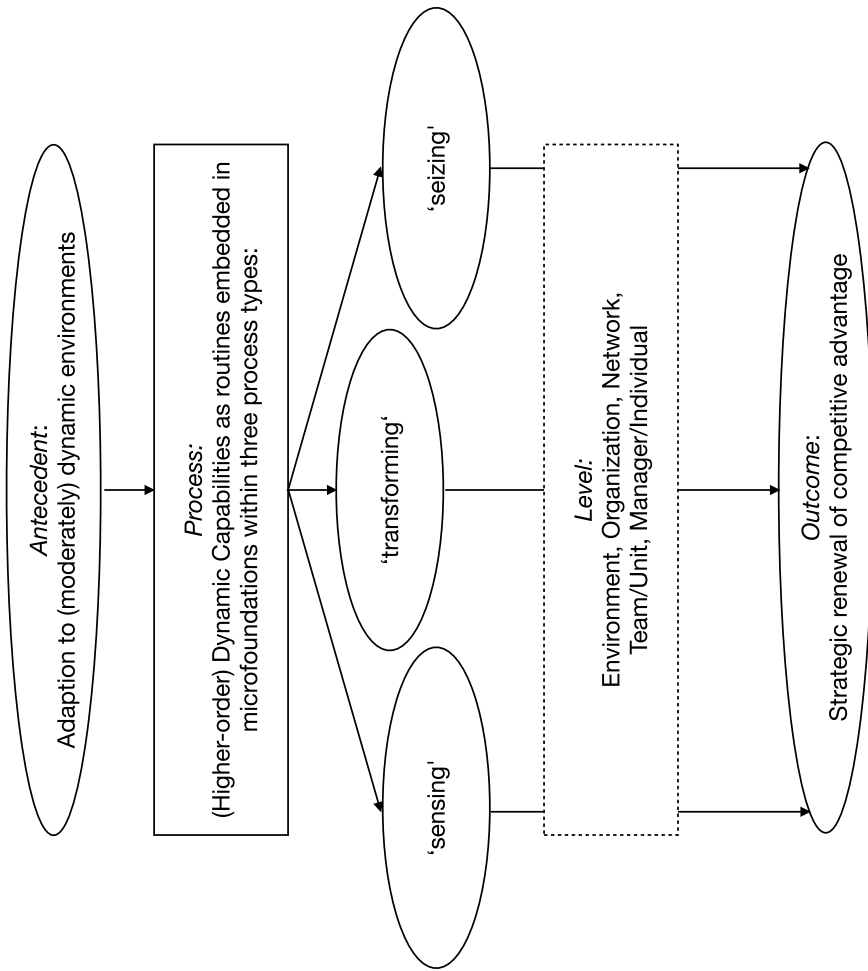 Antecedent:
Adaption to (moderately) dynamic environments
Process:
(Higher-order) Dynamic Capabilities as routines embedded in
microfoundations within three process types:
‘sensing'
‘transforming‘
‘seizing'
Level:
Environment, Organization, Network,
Team/Unit, Manager/Individual
Outcome:
Strategic renewal of competitive advantage